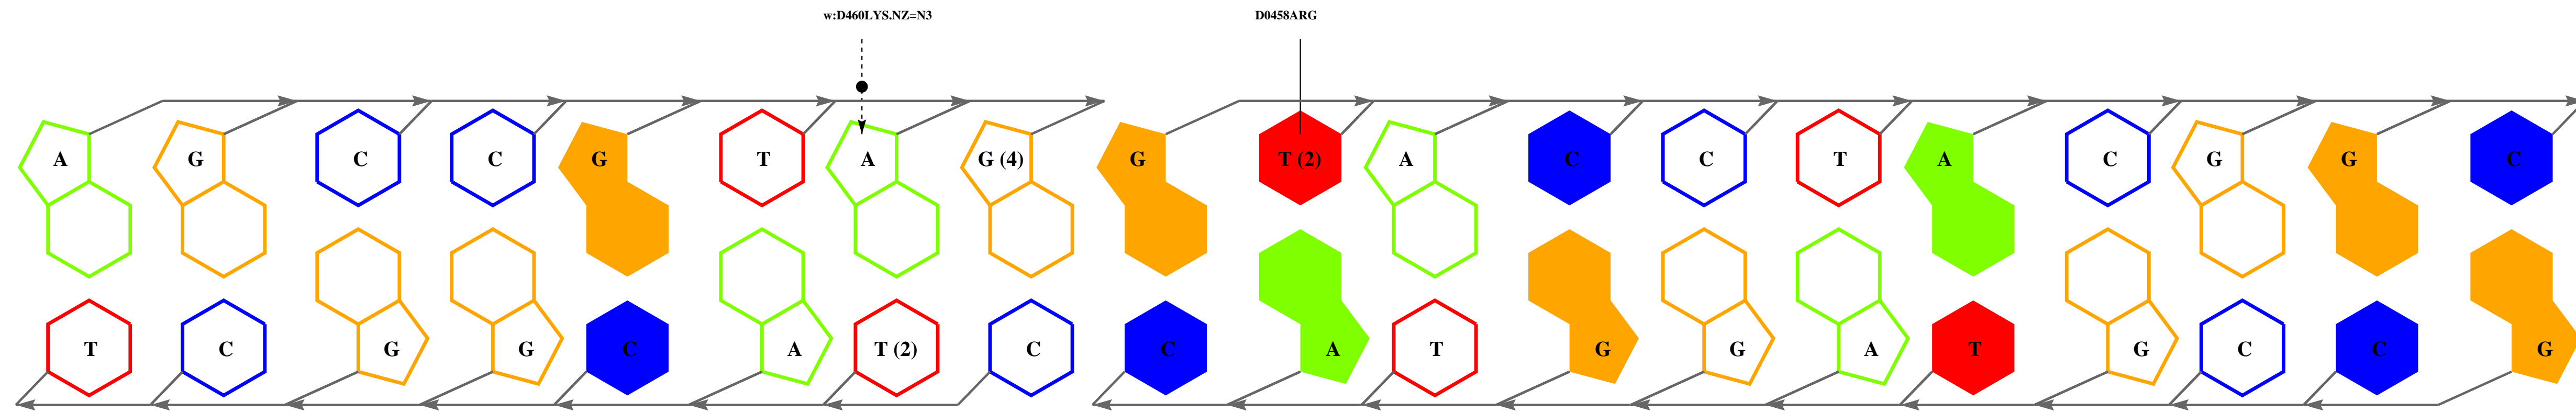 w:D460LYS.NZ=N3 D0458ARG
A G C C G T A G (4) G T (2) A C C T A C G G C
T C G G C A T (2) C C A T G G A T G C C G